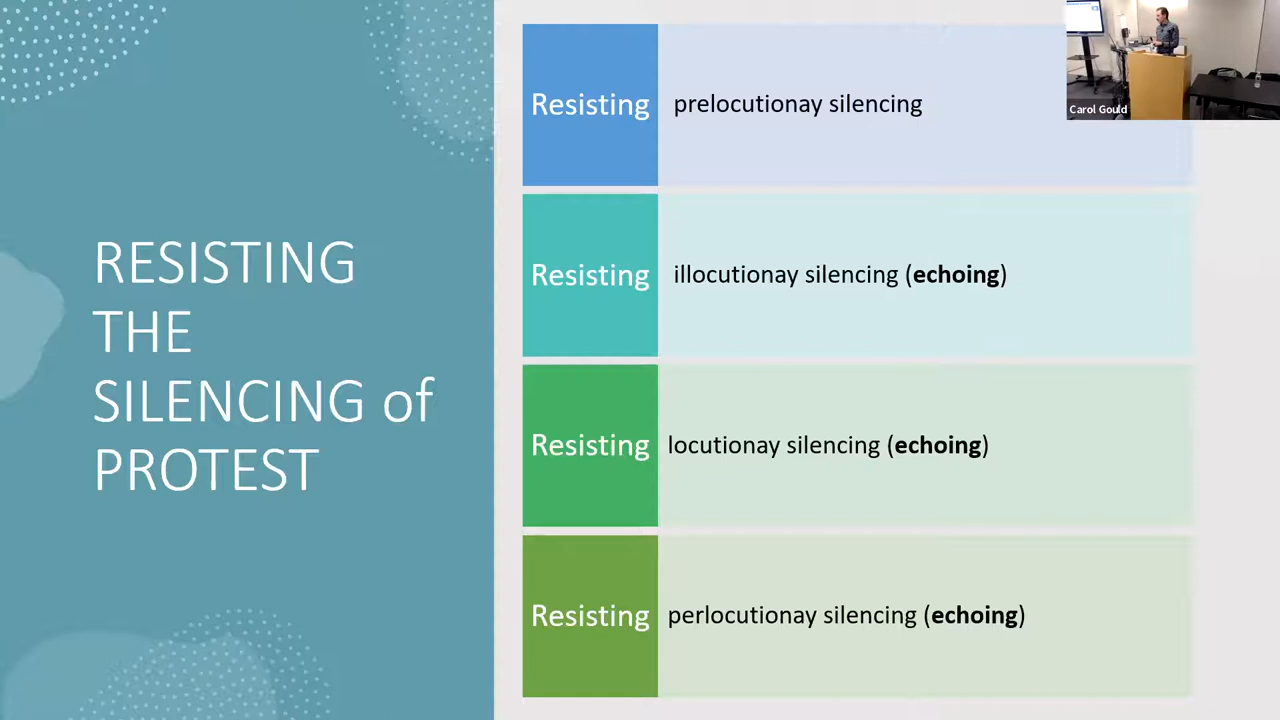 RESISTING
THE
SILENCING of
PROTEST
Resisting prelocutionay silencing
Resisting illocutionay silencing (echoing)
Resisting locutionay silencing (echoing)
Resisting perlocutionay silencing (echoing)
Carol Gould